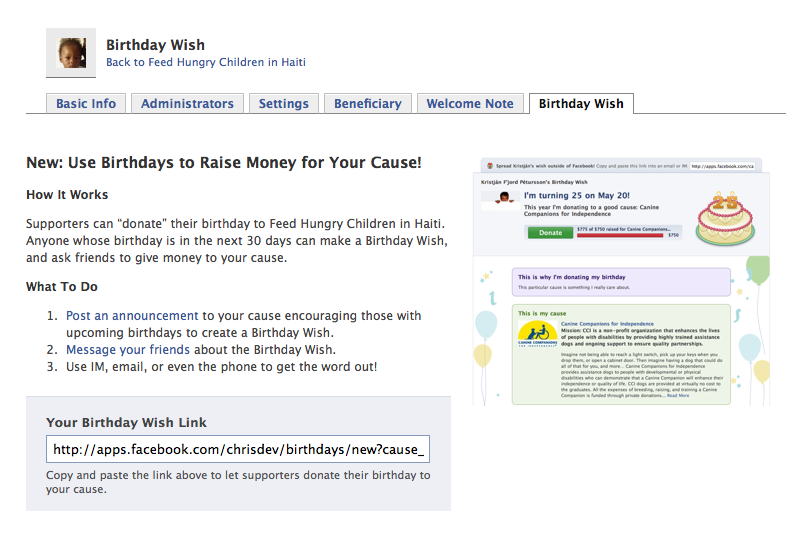 Birthday Wish
Back to Feed Hungry Children in Haiti
Basic Info
Administrators
Settings
Beneficiary
Welcome Note
Birthday Wish
New: Use Birthdays to Raise Money for Your Cause!
How It Works
Supporters can “donate” their birthday to Feed Hungry Children in Haiti.
Anyone whose birthday is in the next 30 days can make a Birthday Wish,
and ask friends to give money to your cause.
What To Do
1. Post an announcement to your cause encouraging those with
upcoming birthdays to create a Birthday Wish.
2. Message your friends about the Birthday Wish.
3. Use IM, email, or even the phone to get the word out!
Your Birthday Wish Link
http://apps.facebook.com/chrisdev/birthdays/new?cause_
Copy and paste the link above to let supporters donate their birthday to
your cause.
Spread Kristján's wish outside of Facebook! Copy and paste this link into an email or IM
http://apps.facebook.com/ca
Kristján Fjord Pétursson's Birthday Wish
I'm turning 25 on May 20!
This year I'm donating to a good cause: Canine
Companions for Independence
Donate
$775 of $750 raised for Canine Companions...
$750
25
This is why I'm donating my birthday
This particular cause is something I really care about.
This is my cause
CANINE COMPANIONS
FOR INDEPENDENCE
Canine Companions for Independence
Mission: CCI is a non-profit organization that enhances the lives
of people with disabilities by providing highly trained assistance
dogs and ongoing support to ensure quality partnerships.
Imagine not being able to reach a light switch, pick up your keys when you
drop them, or open a cabinet door. Then imagine having a dog that could do
all of that for you, and more... Canine Companions for Independence
provides assistance dogs to people with developmental or physical
disabilities who can demonstrate that a Canine Companion will enhance their
independence or quality of life. CCI dogs are provided at virtually no cost to
the graduates. All the expenses of breeding, raising, and training a Canine
Companion is funded through private donations... Read More